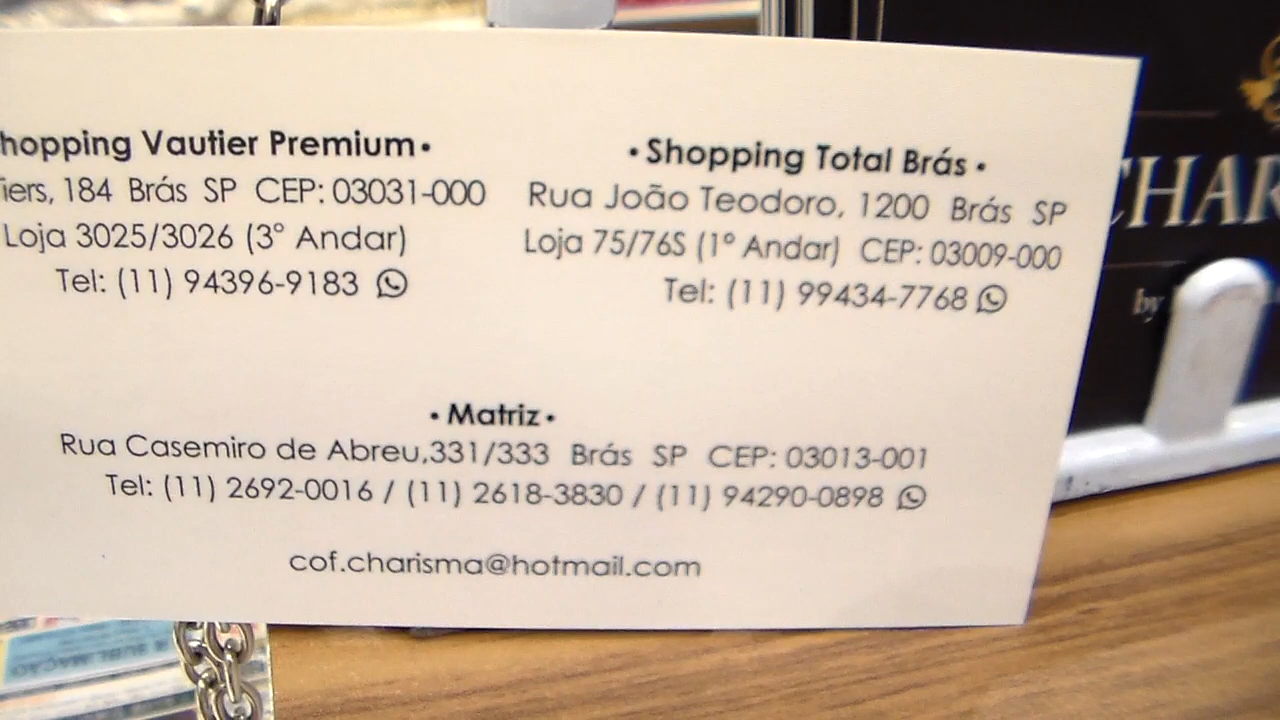 hopping Vautier Premium•
iers, 184 Brás SP CEP: 03031-000
Loja 3025/3026 (3° Andar)
Tel: (11) 94396-9183
• Shopping Total Brás •
Rua João Teodoro, 1200 Brás SP
Loja 75/76S (1° Andar) CEP: 03009-000
Tel: (11) 99434-7768
• Matriz •
Rua Casemiro de Abreu,331/333 Brás SP CEP: 03013-001
Tel: (11) 2692-0016 / (11) 2618-3830 / (11) 94290-0898
cof.charisma@hotmail.com
CHAR
by